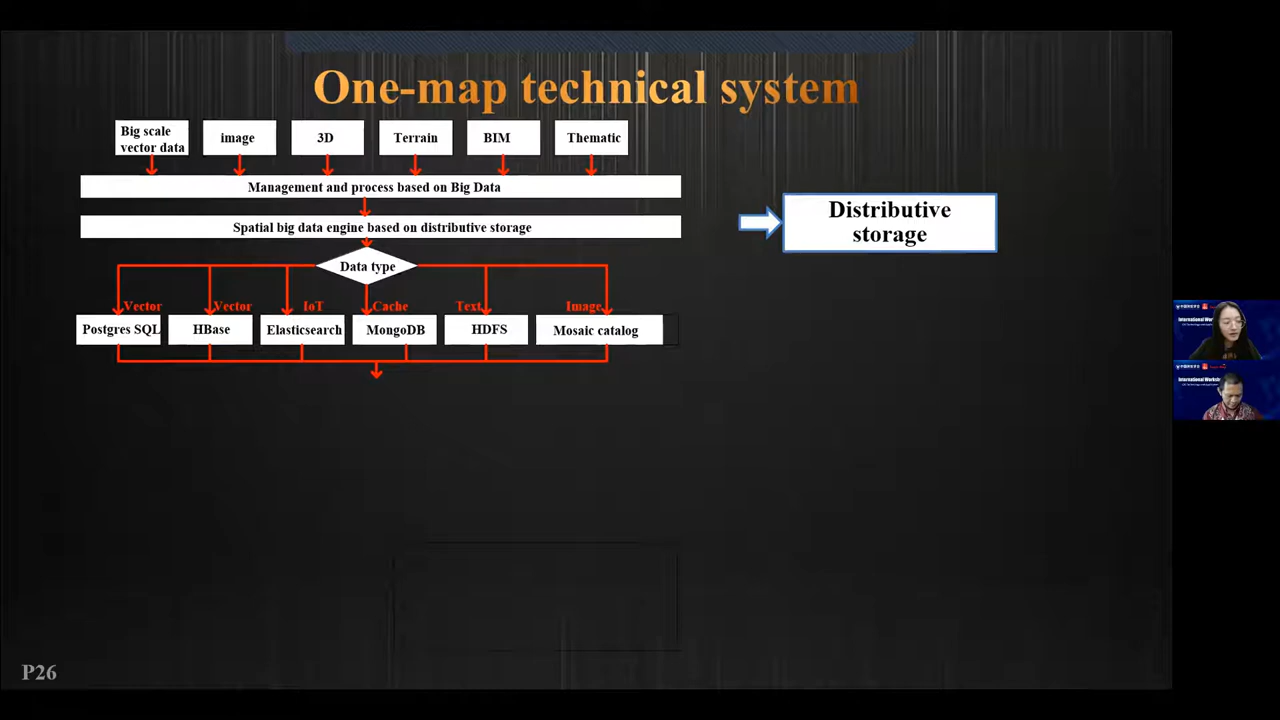 One-map technical system
Big scale
vector data
image
3D
Terrain
BIM
Thematic
Management and process based on Big Data
Spatial big data engine based on distributive storage
Distributive
storage
Data type
Vector
Vector
IoT
Cache
Text
Image
Postgres SQL
HBase
Elasticsearch
MongoDB
HDFS
Mosaic catalog
P26